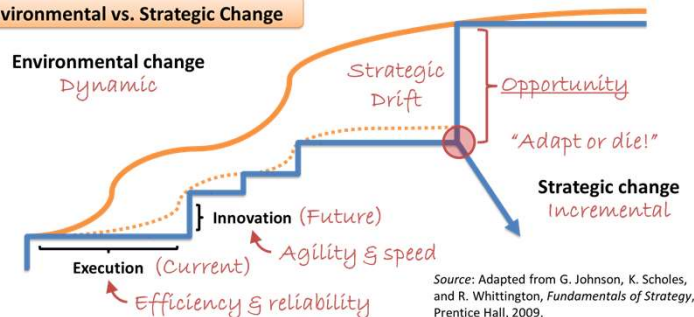 vironmental vs. Strategic Change
Environmental change
Dynamic
Strategic
Drift
Opportunity
"Adapt or die!"
Strategic change
Incremental
Innovation (Future)
Agility & speed
Execution (Current)
Efficiency & reliability
Source: Adapted from G. Johnson, K. Scholes,
and R. Whittington, Fundamentals of Strategy,
Prentice Hall, 2009.